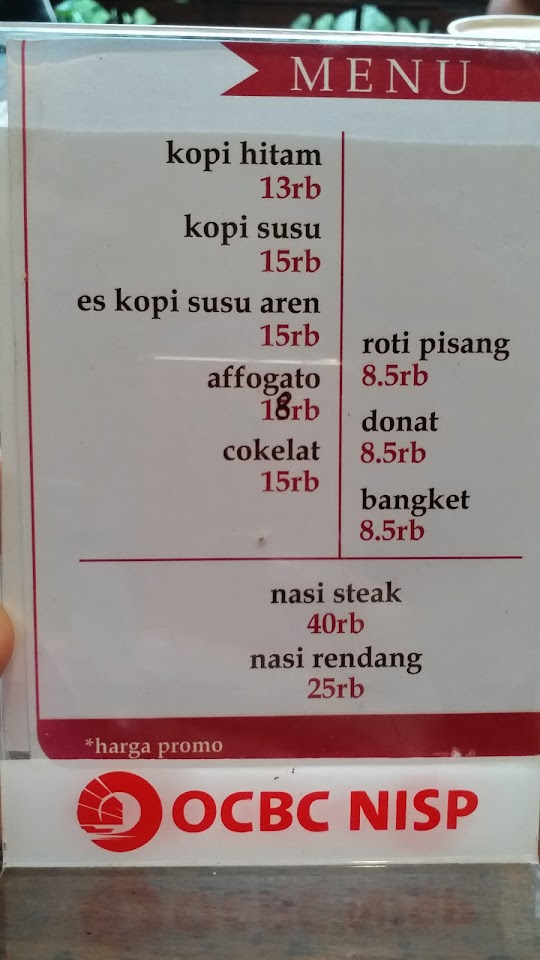 MENU
kopi hitam
13rb
kopi susu
15rb
es kopi susu aren
15rb
affogato
18rb
cokelat
15rb
roti pisang
8.5rb
donat
8.5rb
bangket
8.5rb
nasi steak
40rb
nasi rendang
25rb
*harga promo
OCBC NISP